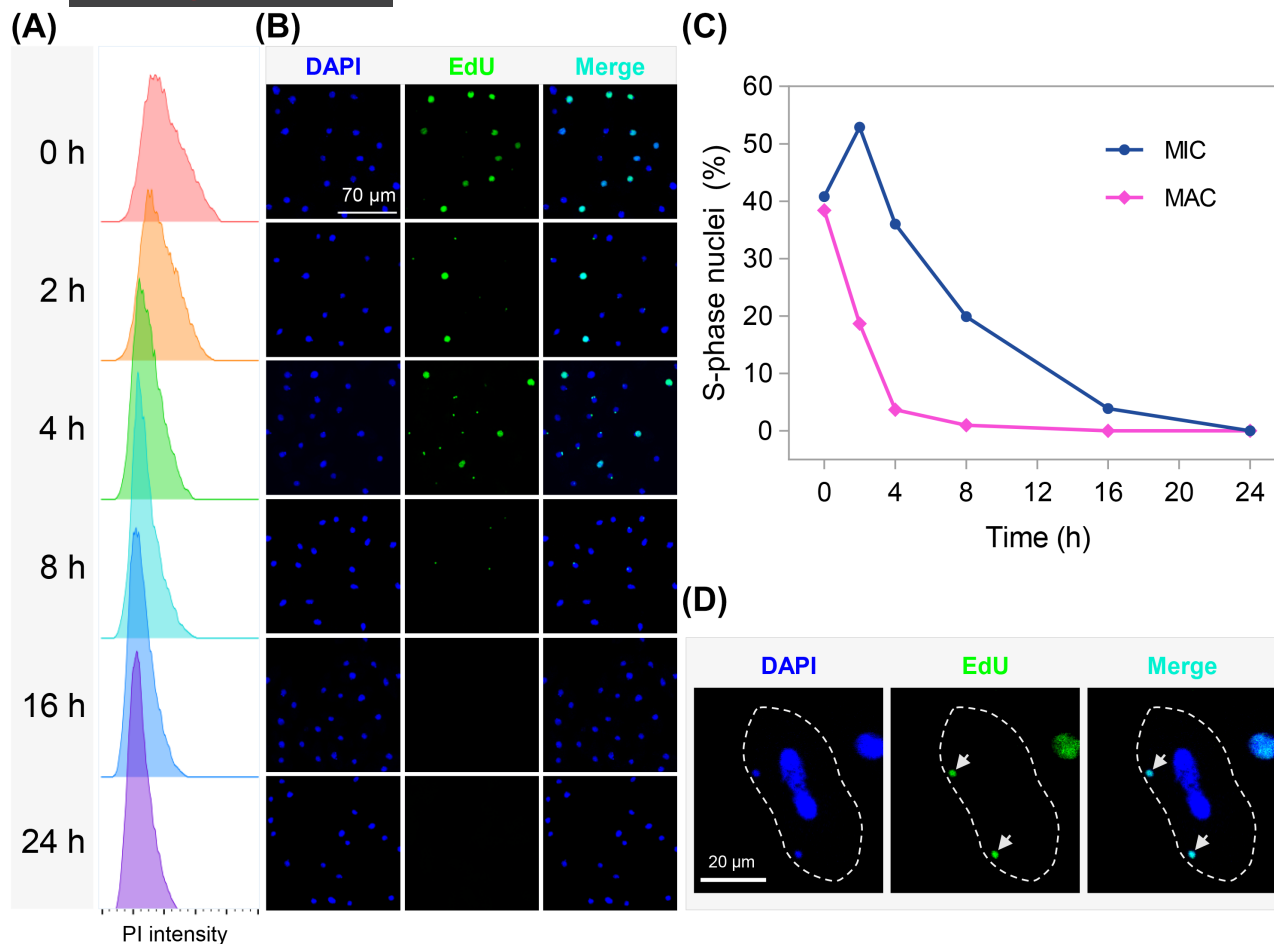 (A)
(B)
(C)
DAPI
EdU
Merge
0 h
70 µm
2 h
4 h
8 h
16 h
24 h
PI intensity
60
50
40
30
20
10
0
S-phase nuclei (%)
MIC
MAC
0
4
8
12
16
20
24
Time (h)
(D)
DAPI
EdU
Merge
20 µm